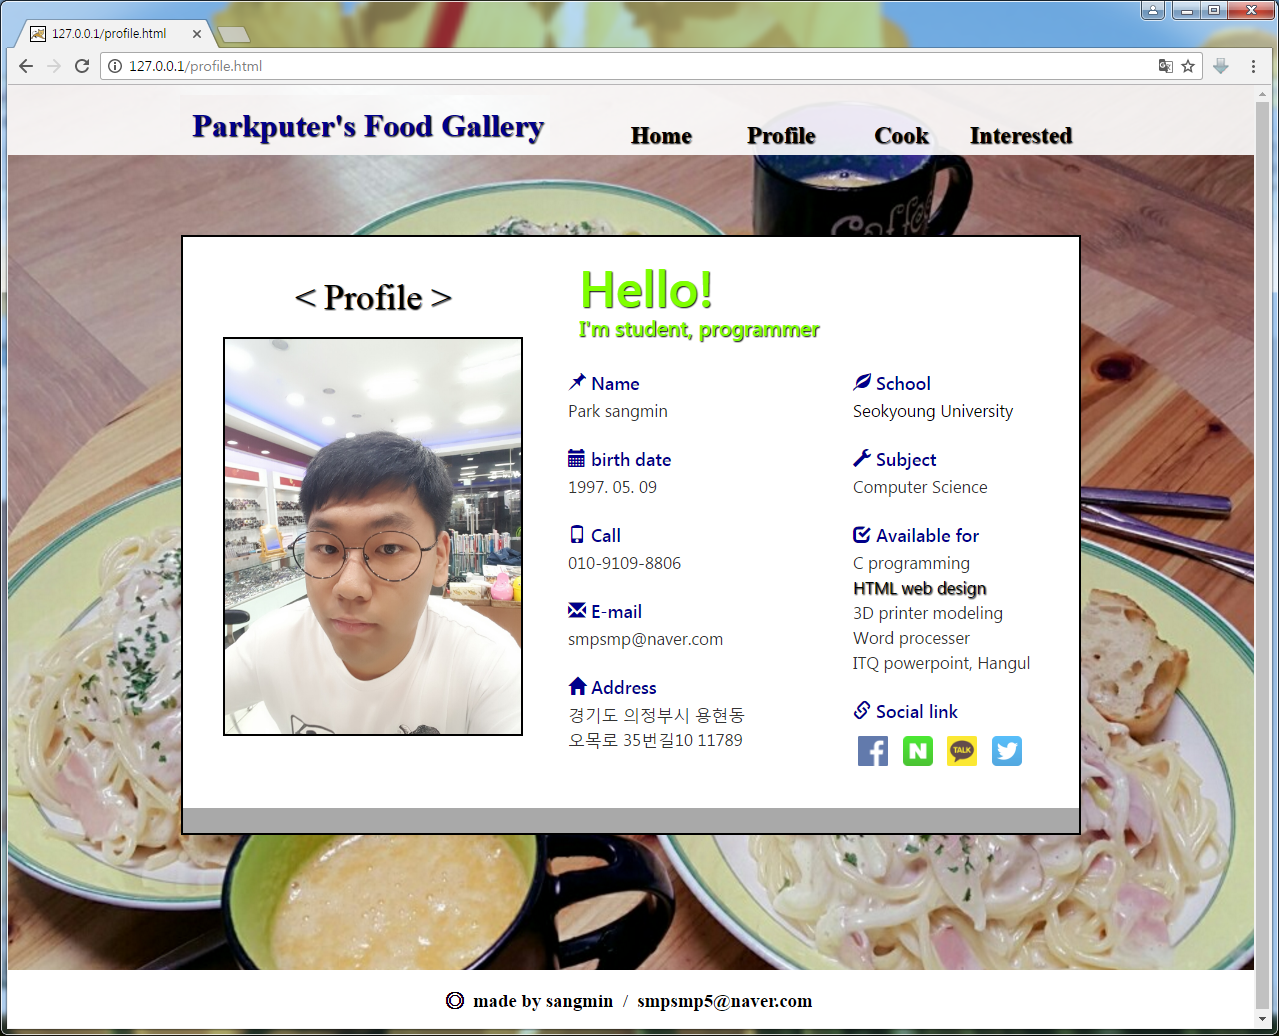 127.0.0.1/profile.html
127.0.0.1/profile.html
Parkputer's Food Gallery
Home Profile Cook Interested
Coffee
< Profile >
Hello!
I'm student, programmer
Name
Park sangmin
birth date
1997. 05. 09
Call
010-9109-8806
E-mail
smpsmp@naver.com
Address
경기도 의정부시 용현동
오목로 35번길10 11789
School
Seokyoung University
Subject
Computer Science
Available for
C programming
HTML web design
3D printer modeling
Word processer
ITQ powerpoint, Hangul
Social link
f N TALK
made by sangmin / smpsmp5@naver.com